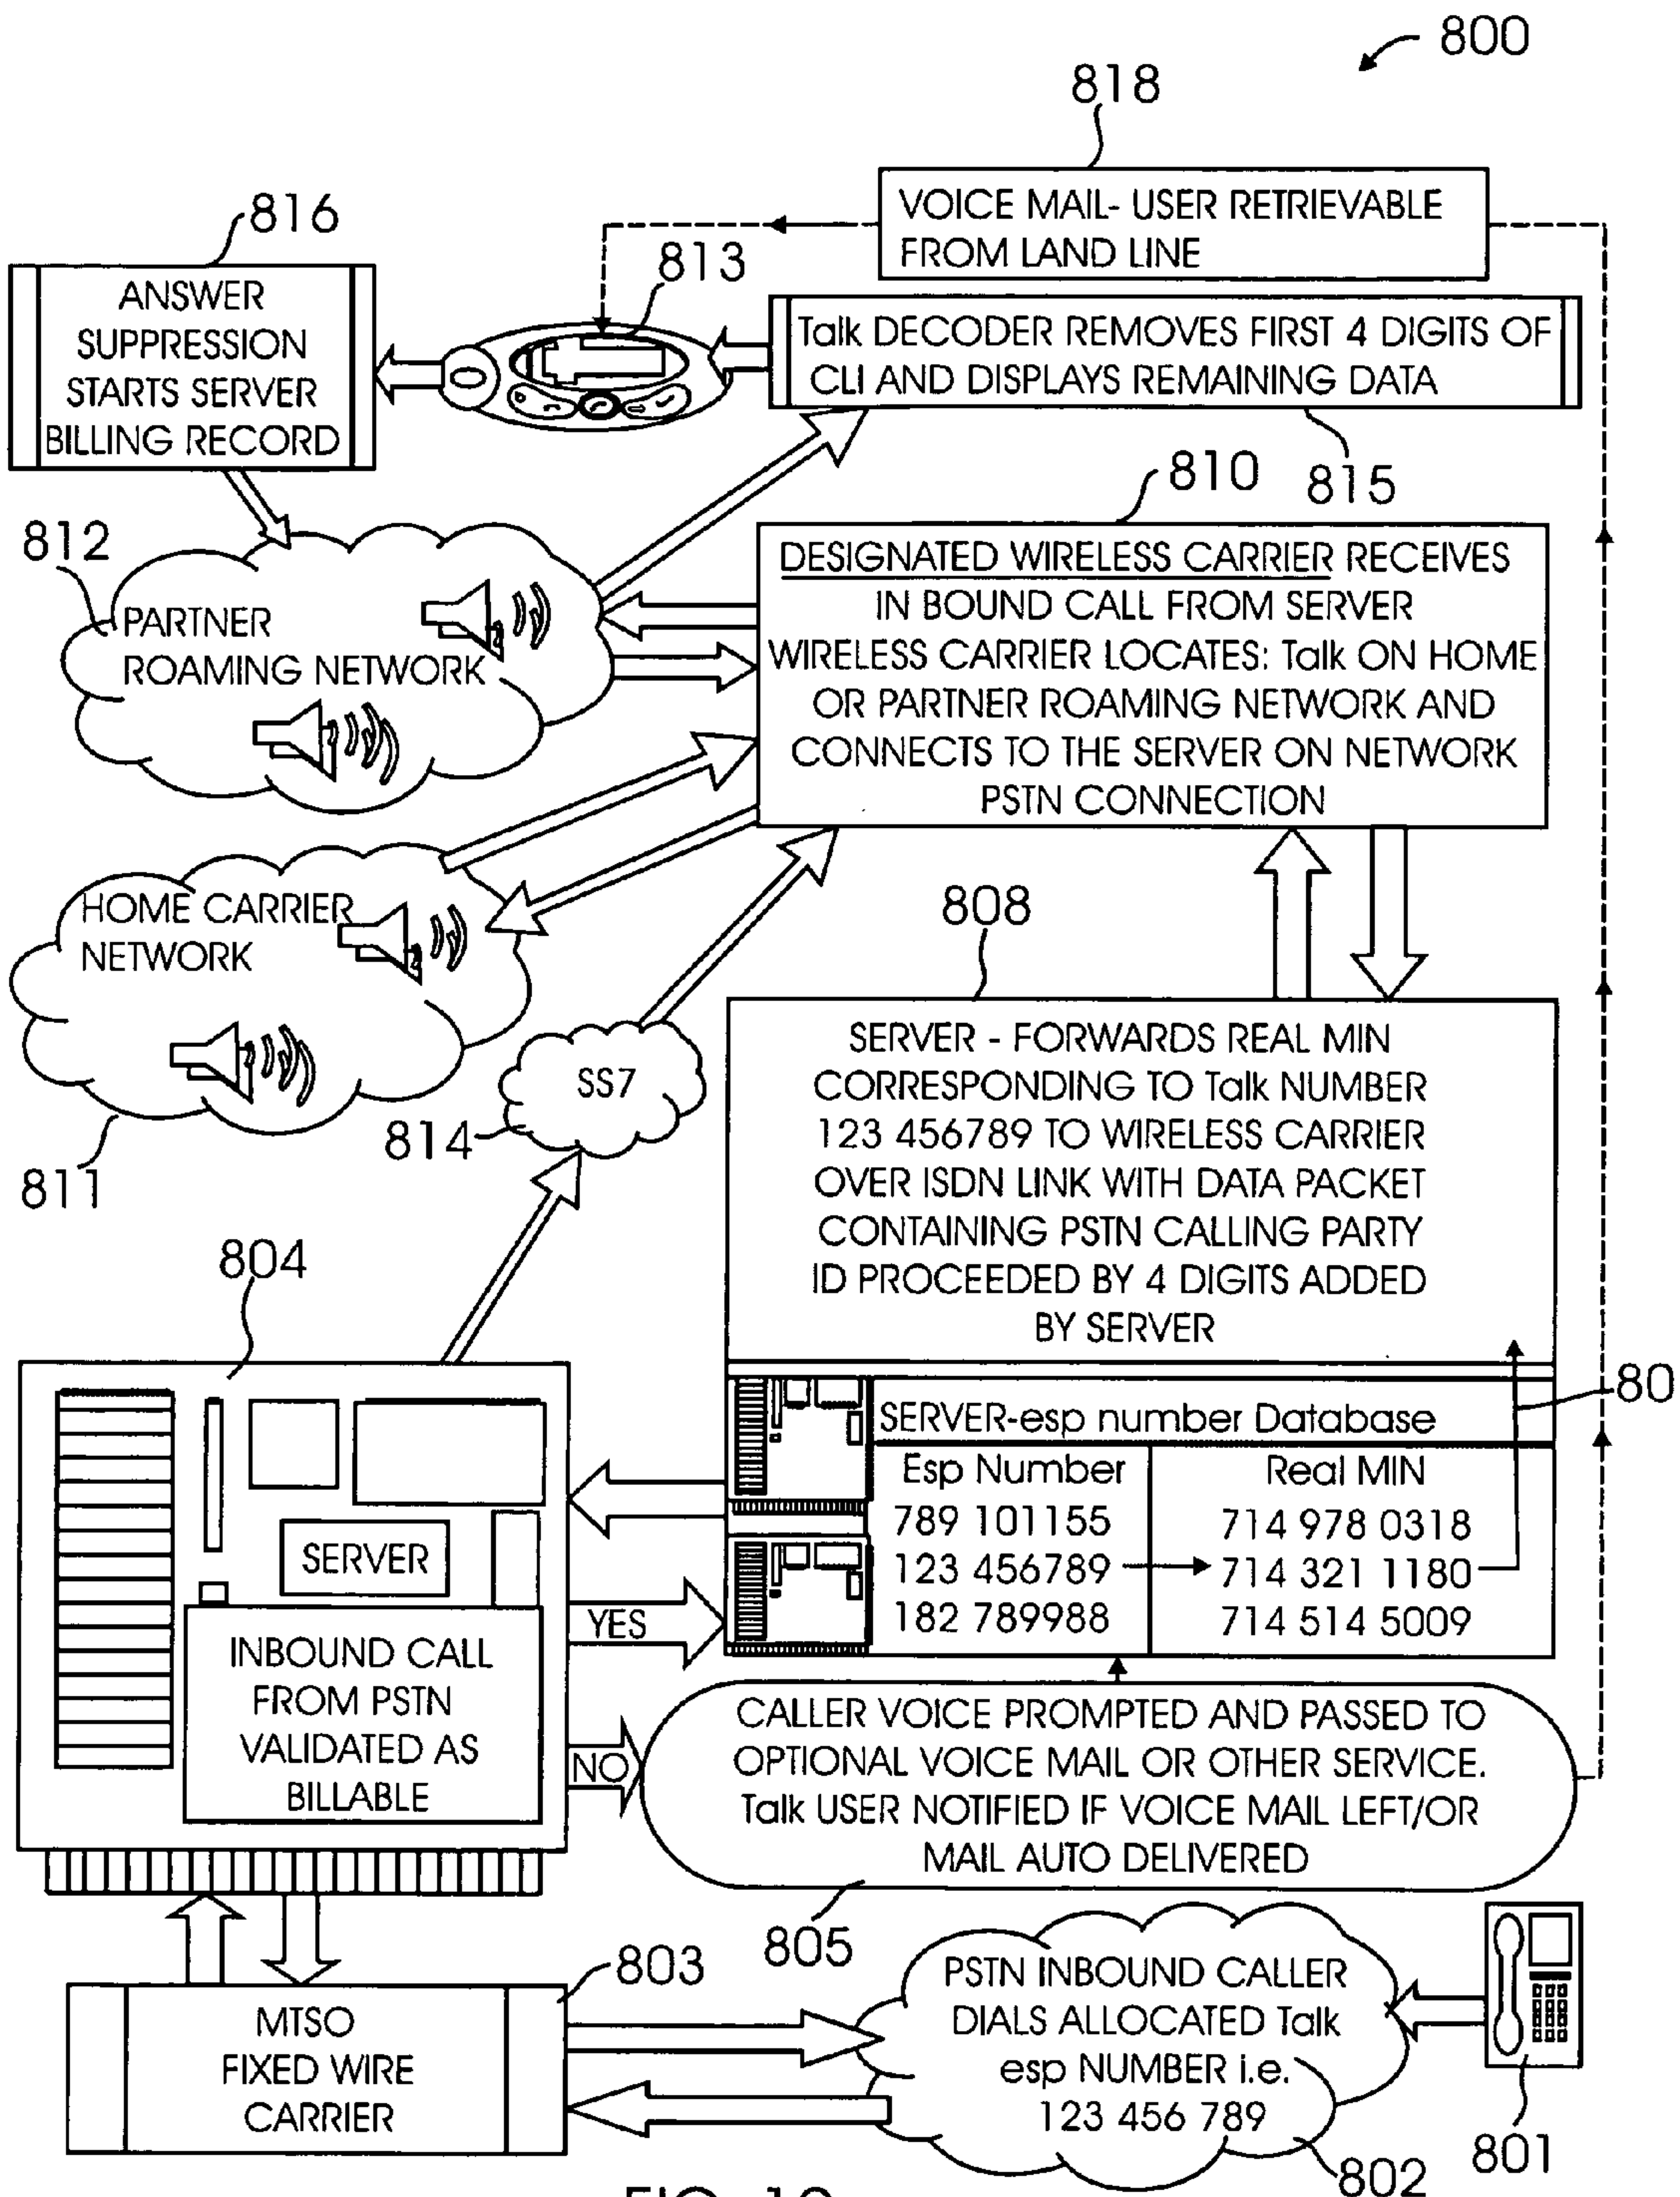 800
818
VOICE MAIL- USER RETRIEVABLE
FROM LAND LINE
816
ANSWER
SUPPRESSION
STARTS SERVER
BILLING RECORD
813
Talk DECODER REMOVES FIRST 4 DIGITS OF
CLI AND DISPLAYS REMAINING DATA
815
810
DESIGNATED WIRELESS CARRIER RECEIVES
IN BOUND CALL FROM SERVER
WIRELESS CARRIER LOCATES: Talk ON HOME
OR PARTNER ROAMING NETWORK AND
CONNECTS TO THE SERVER ON NETWORK
PSTN CONNECTION
812
PARTNER
ROAMING NETWORK
HOME CARRIER
NETWORK
811
SS7
814
808
SERVER - FORWARDS REAL MIN
CORRESPONDING TO Talk NUMBER
123 456789 TO WIRELESS CARRIER
OVER ISDN LINK WITH DATA PACKET
CONTAINING PSTN CALLING PARTY
ID PROCEEDED BY 4 DIGITS ADDED
BY SERVER
80
SERVER-esp number Database
Esp Number Real MIN
789 101155 714 978 0318
123 456789 714 321 1180
182 789988 714 514 5009
804
SERVER
INBOUND CALL
FROM PSTN
VALIDATED AS
BILLABLE
YES
NO
CALLER VOICE PROMPTED AND PASSED TO
OPTIONAL VOICE MAIL OR OTHER SERVICE.
Talk USER NOTIFIED IF VOICE MAIL LEFT/OR
MAIL AUTO DELIVERED
805
803
MTSO
FIXED WIRE
CARRIER
PSTN INBOUND CALLER
DIALS ALLOCATED Talk
esp NUMBER i.e.
123 456 789
802
801